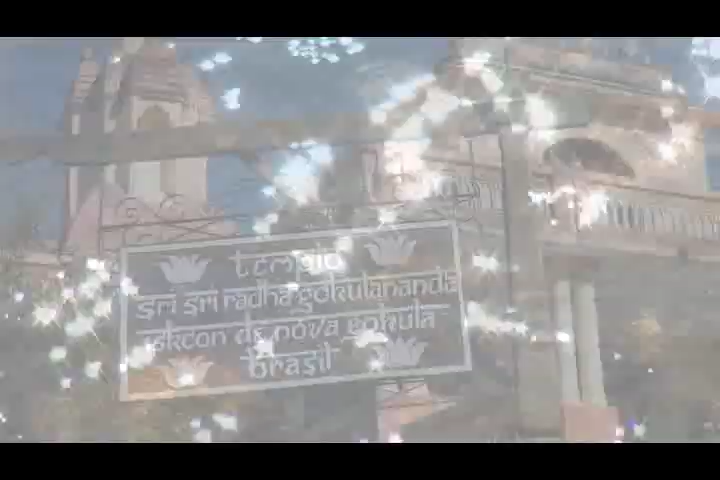 templo
sri sri radha gokulananda
iskcon de nova gokula
brasil